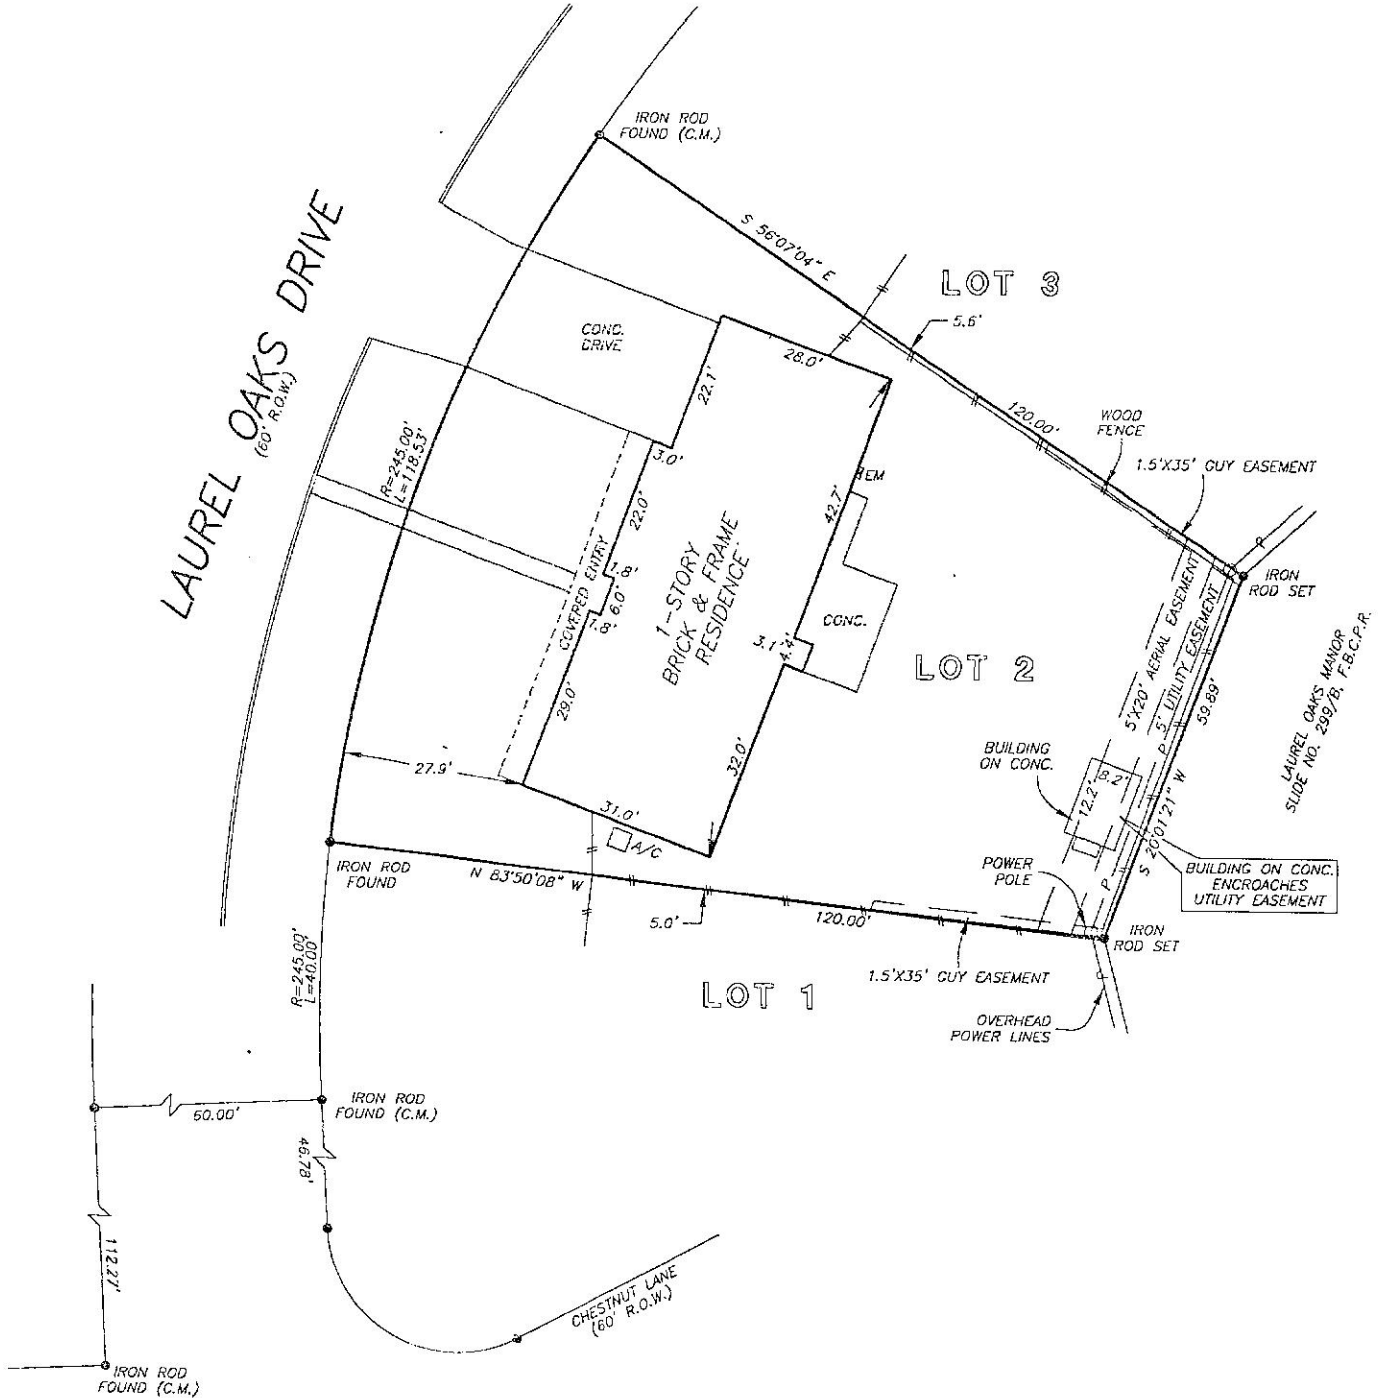 IRON ROD
FOUND (C.M.)
LAUREL OAKS DRIVE
(60' R.O.W.)
S 56°07'04" E
LOT 3
5.6'
CONC.
DRIVE
28.0'
22.1'
120.00'
WOOD
FENCE
1.5'X35' GUY EASEMENT
R=245.00'
L=118.53'
3.0'
EM
42.7'
22.0'
COVERED ENTRY
1.8'
6.0'
1.8'
1-STORY
BRICK & FRAME
RESIDENCE
CONC.
3.1'
4.4'
LOT 2
5'X20' AERIAL EASEMENT
5' UTILITY EASEMENT
P
P
IRON
ROD SET
59.89'
S 20°01'21" W
LAUREL OAKS MANOR
SLIDE NO. 299/B, F.B.C.P.R.
29.0'
32.0'
27.9'
31.0'
A/C
BUILDING
ON CONC.
8.2'
12.2'
POWER
POLE
BUILDING ON CONC.
ENCROACHES
UTILITY EASEMENT
IRON ROD
FOUND
N 83°50'08" W
5.0'
120.00'
IRON
ROD SET
1.5'X35' GUY EASEMENT
LOT 1
OVERHEAD
POWER LINES
R=245.00'
L=40.00'
60.00'
IRON ROD
FOUND (C.M.)
46.78'
112.27'
CHESTNUT LANE
(60' R.O.W.)
IRON ROD
FOUND (C.M.)